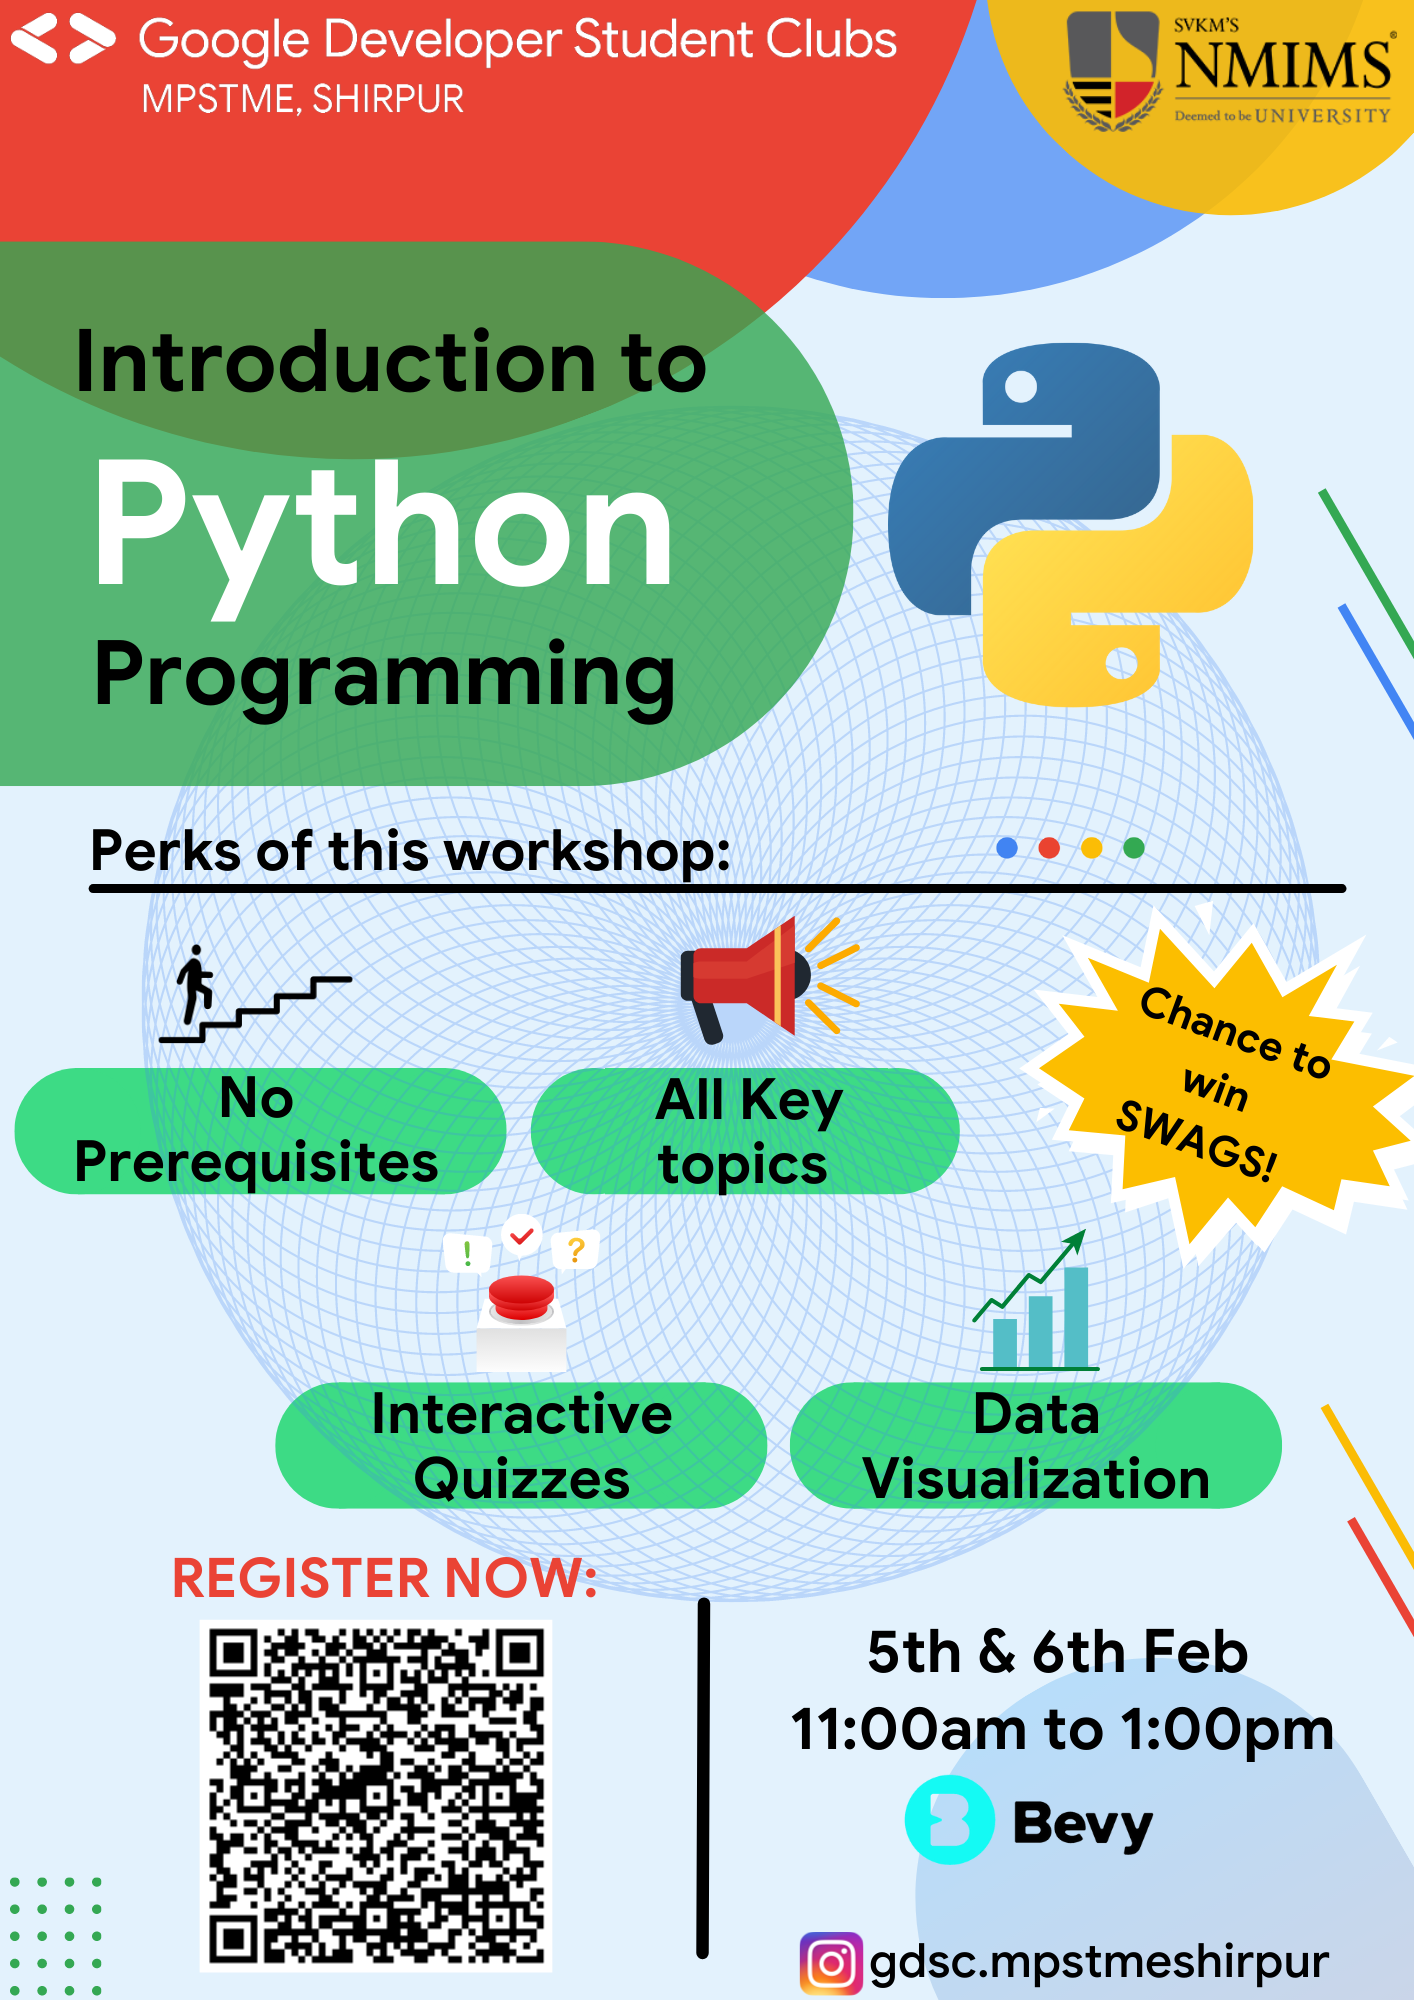 Google Developer Student Clubs
MPSTME, SHIRPUR
SVKM'S
NMIMS®
Deemed to be UNIVERSITY
Introduction to
Python
Programming
Perks of this workshop:
No
Prerequisites
All Key
topics
Chance to
win
SWAGS!
! ?
Interactive
Quizzes
Data
Visualization
REGISTER NOW:
5th & 6th Feb
11:00am to 1:00pm
B Bevy
gdsc.mpstmeshirpur